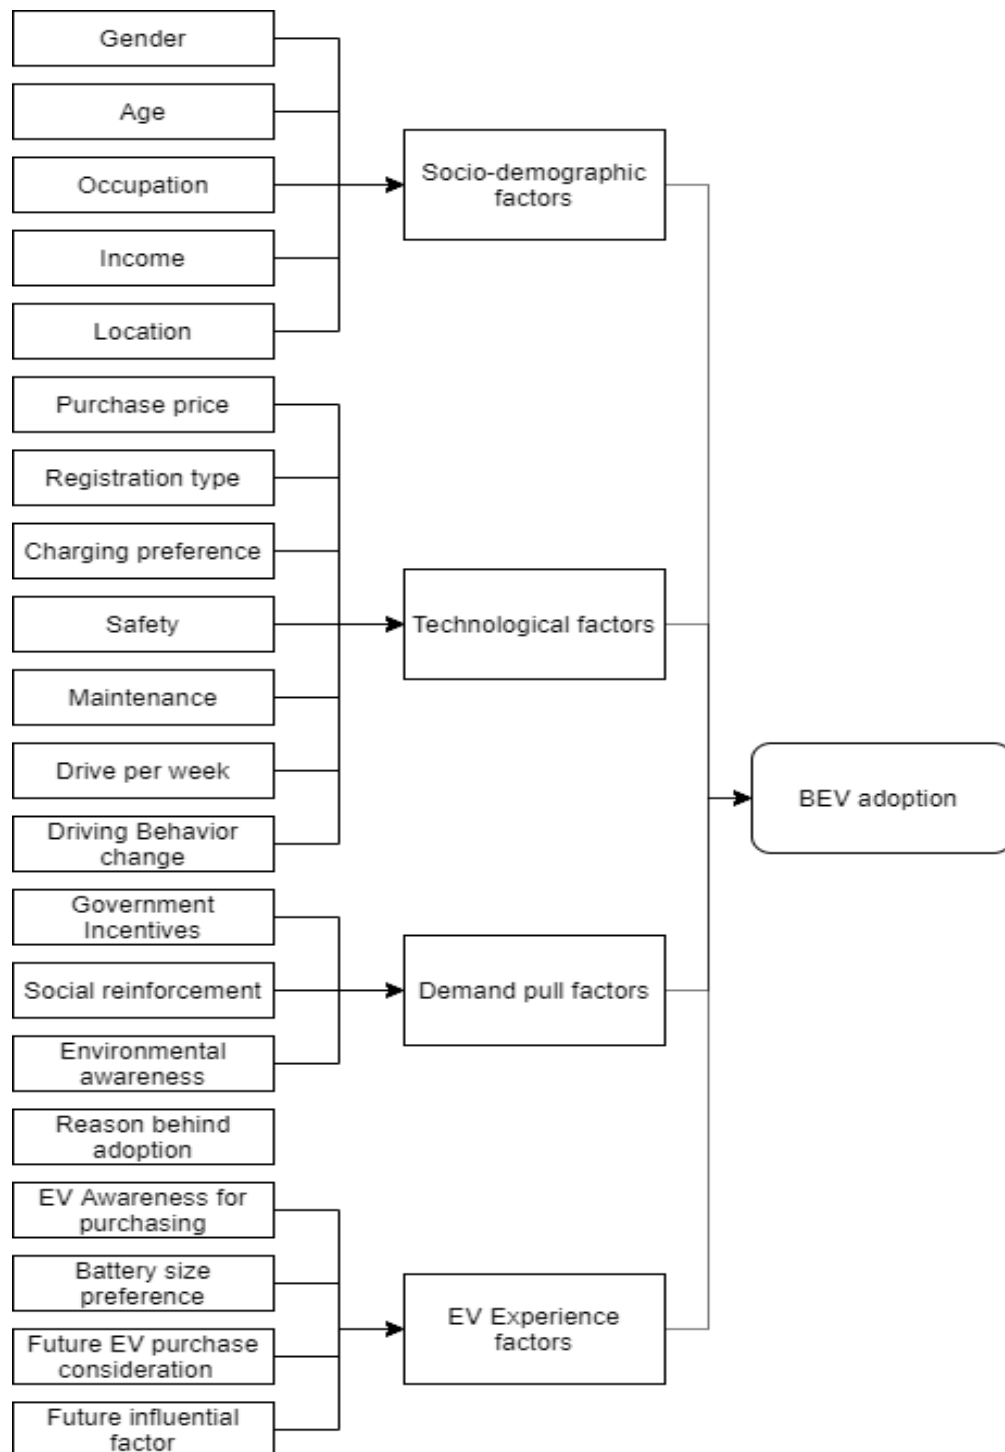 Gender
Age
Occupation
Income
Location
Purchase price
Registration type
Charging preference
Safety
Maintenance
Drive per week
Driving Behavior
change
Government
Incentives
Social reinforcement
Environmental
awareness
Reason behind
adoption
EV Awareness for
purchasing
Battery size
preference
Future EV purchase
consideration
Future influential
factor
Socio-demographic
factors
Technological factors
Demand pull factors
EV Experience
factors
BEV adoption